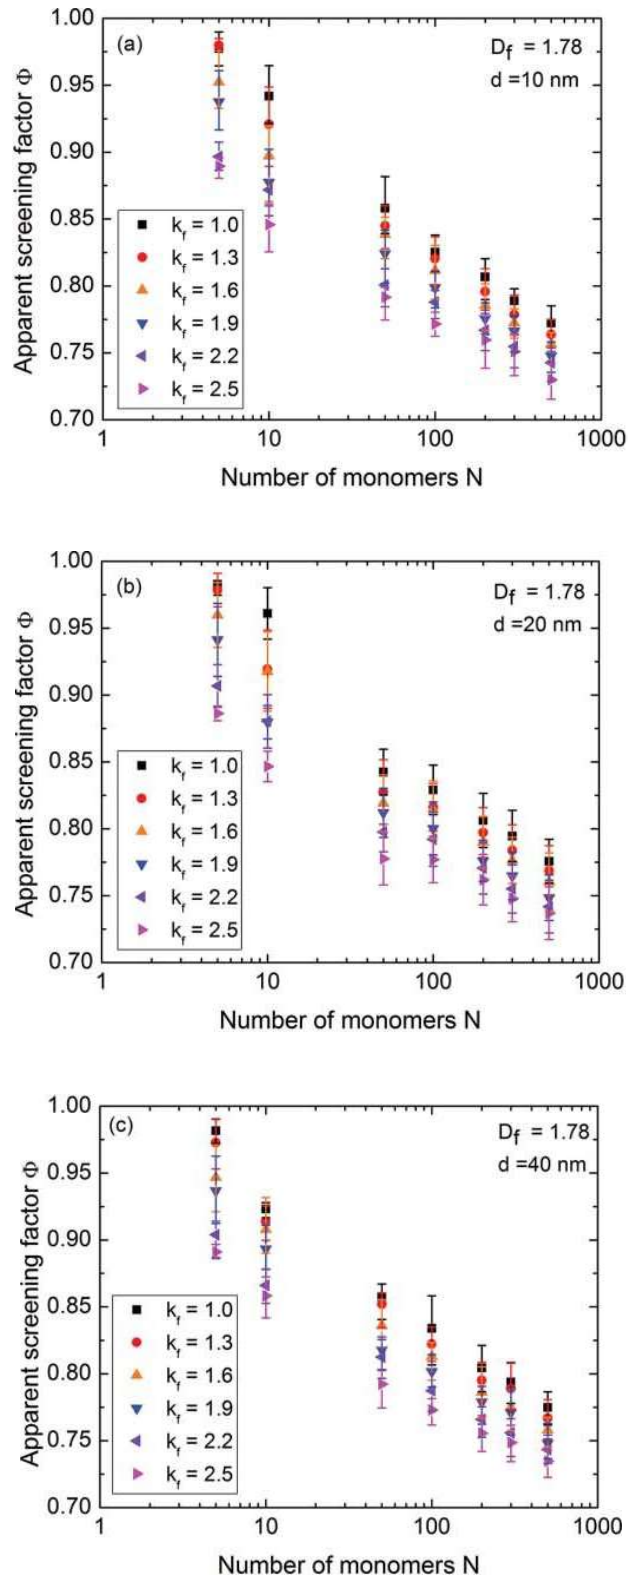 (a)
D_f = 1.78
d =10 nm
1.00
0.95
0.90
0.85
0.80
0.75
0.70
Apparent screening factor Φ
k_f = 1.0
k_f = 1.3
k_f = 1.6
k_f = 1.9
k_f = 2.2
k_f = 2.5
1 10 100 1000
Number of monomers N
(b)
D_f = 1.78
d =20 nm
1.00
0.95
0.90
0.85
0.80
0.75
0.70
Apparent screening factor Φ
k_f = 1.0
k_f = 1.3
k_f = 1.6
k_f = 1.9
k_f = 2.2
k_f = 2.5
1 10 100 1000
Number of monomers N
(c)
D_f = 1.78
d =40 nm
1.00
0.95
0.90
0.85
0.80
0.75
0.70
Apparent screening factor Φ
k_f = 1.0
k_f = 1.3
k_f = 1.6
k_f = 1.9
k_f = 2.2
k_f = 2.5
1 10 100 1000
Number of monomers N